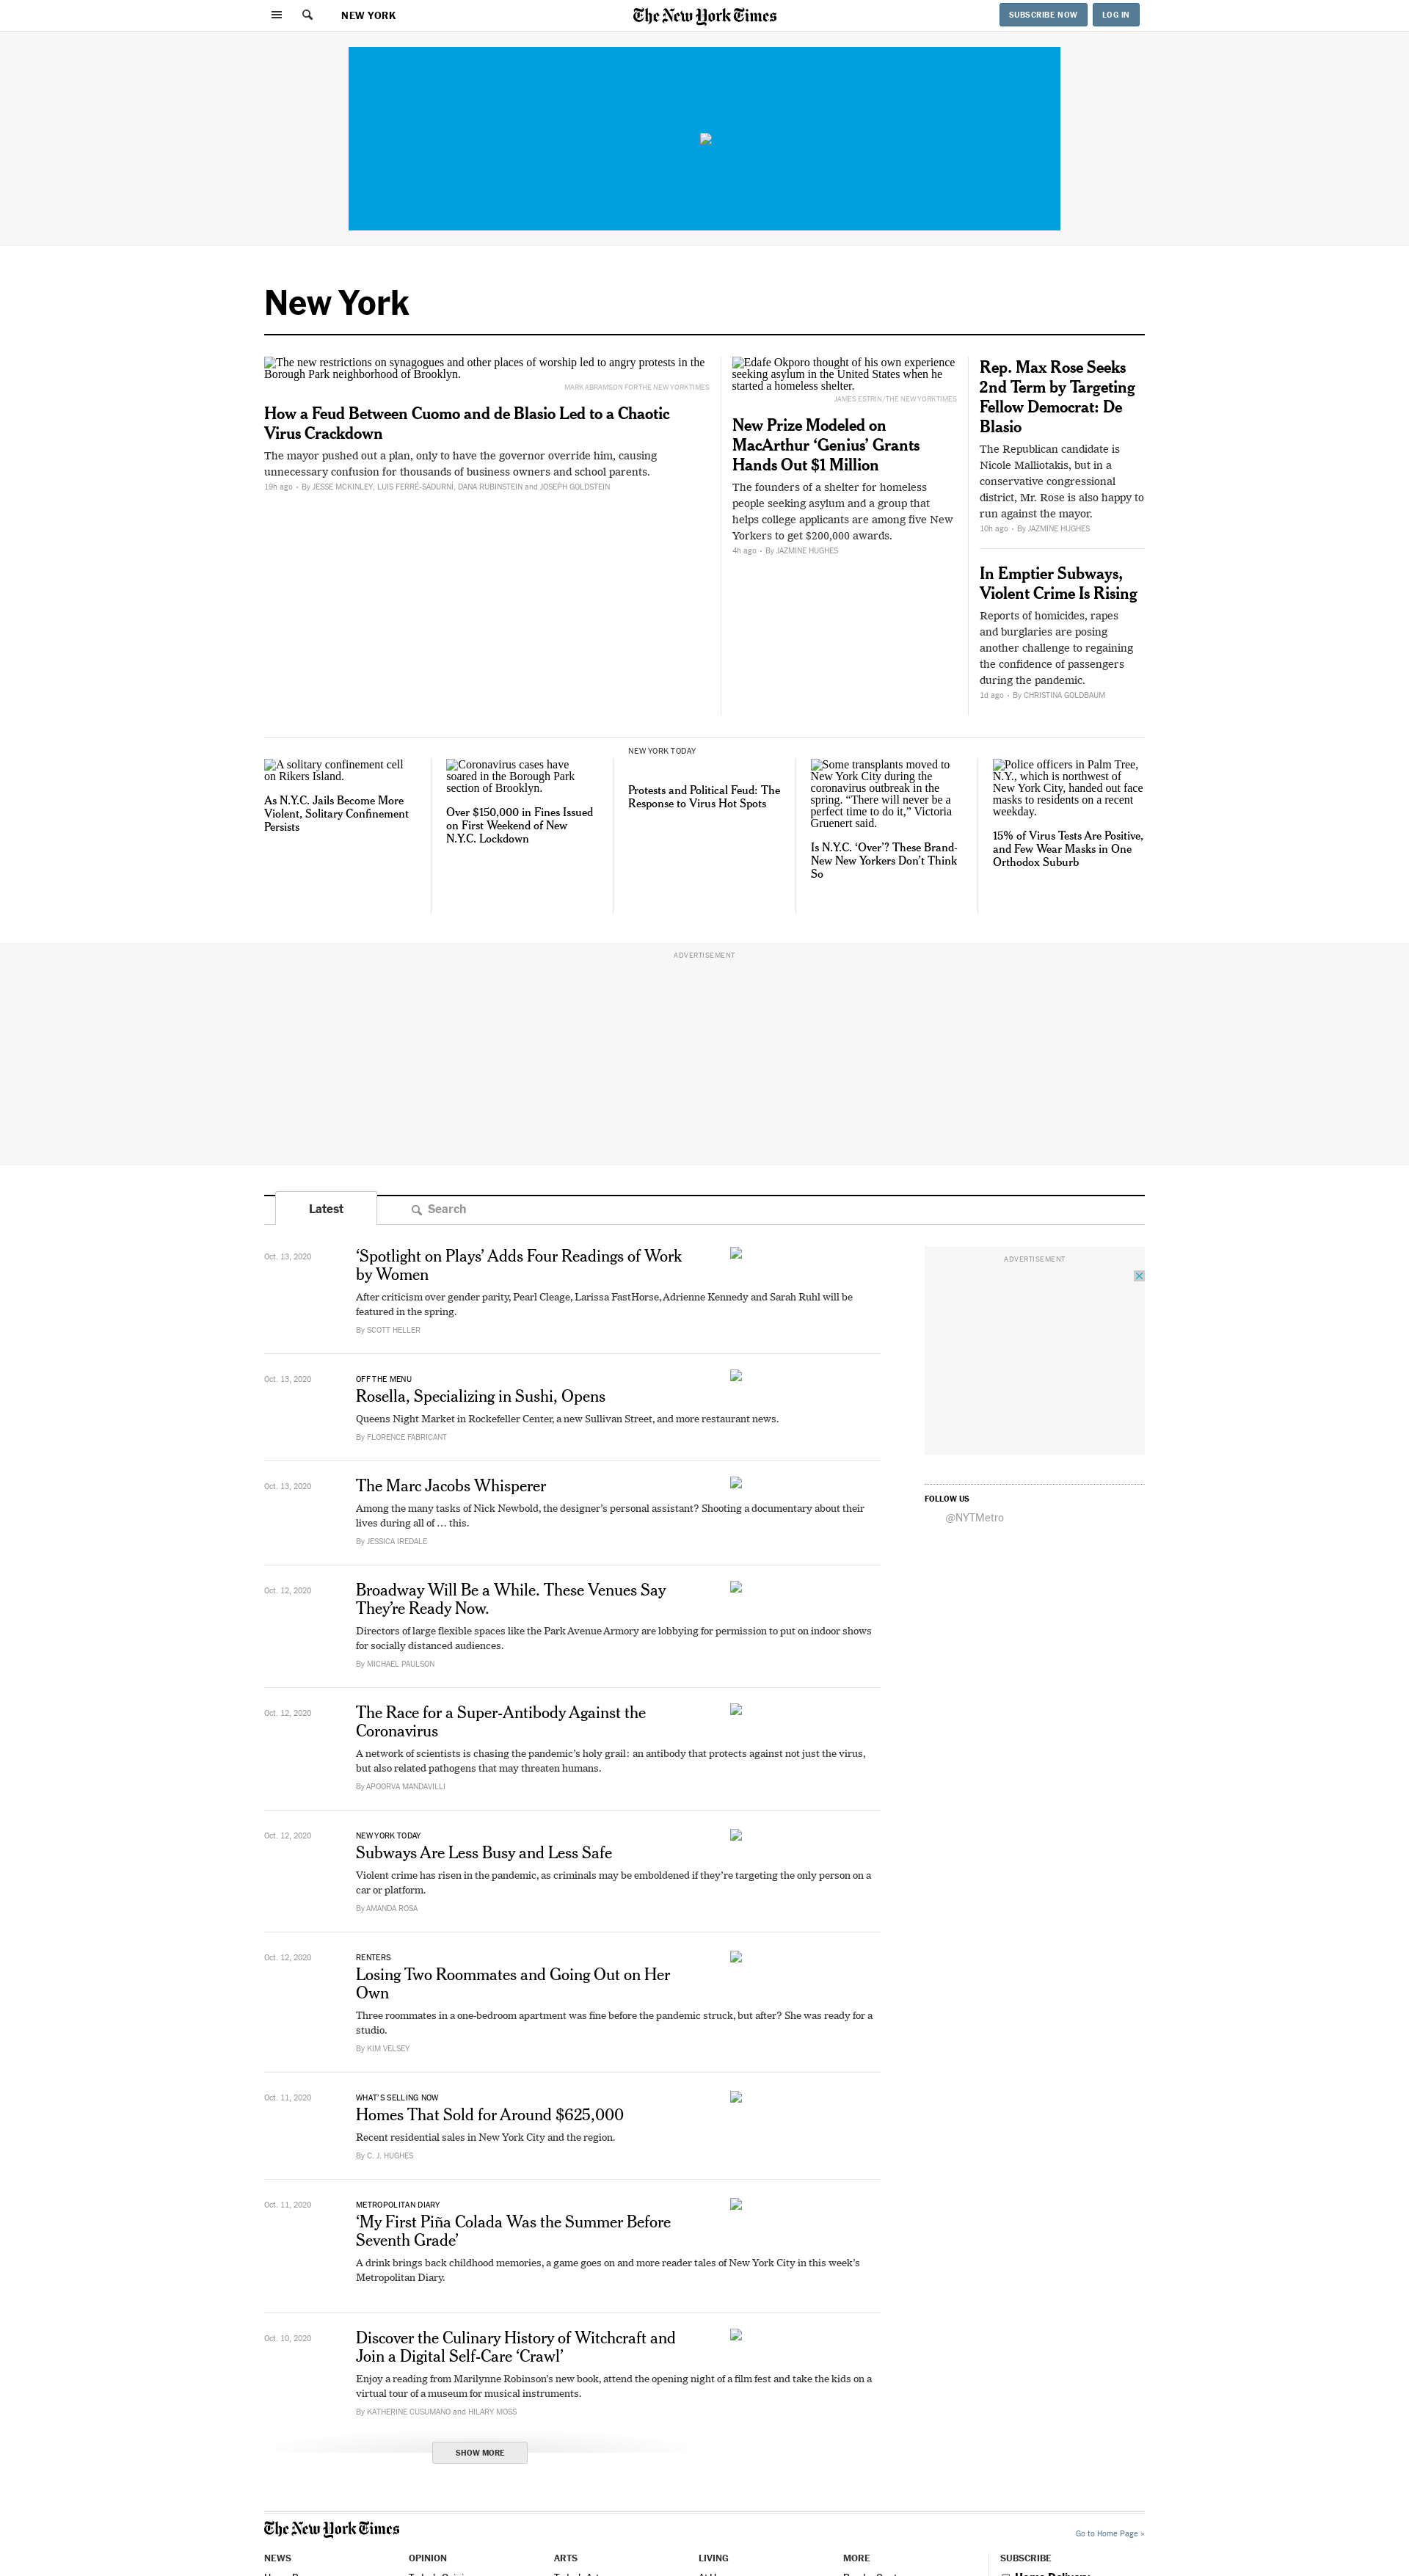 NEW YORK
The New York Times
SUBSCRIBE NOW
LOG IN
New York
The new restrictions on synagogues and other places of worship led to angry protests in the
Borough Park neighborhood of Brooklyn.
MARK ABRAMSON FOR THE NEW YORK TIMES
How a Feud Between Cuomo and de Blasio Led to a Chaotic
Virus Crackdown
The mayor pushed out a plan, only to have the governor override him, causing
unnecessary confusion for thousands of business owners and school parents.
19h ago • By JESSE MCKINLEY, LUIS FERRÉ-SADURNÍ, DANA RUBINSTEIN and JOSEPH GOLDSTEIN
Edafe Okporo thought of his own experience
seeking asylum in the United States when he
started a homeless shelter.
JAMES ESTRIN/THE NEW YORK TIMES
New Prize Modeled on
MacArthur ‘Genius’ Grants
Hands Out $1 Million
The founders of a shelter for homeless
people seeking asylum and a group that
helps college applicants are among five New
Yorkers to get $200,000 awards.
4h ago • By JAZMINE HUGHES
Rep. Max Rose Seeks
2nd Term by Targeting
Fellow Democrat: De
Blasio
The Republican candidate is
Nicole Malliotakis, but in a
conservative congressional
district, Mr. Rose is also happy to
run against the mayor.
10h ago • By JAZMINE HUGHES
In Emptier Subways,
Violent Crime Is Rising
Reports of homicides, rapes
and burglaries are posing
another challenge to regaining
the confidence of passengers
during the pandemic.
1d ago • By CHRISTINA GOLDBAUM
A solitary confinement cell
on Rikers Island.
As N.Y.C. Jails Become More
Violent, Solitary Confinement
Persists
Coronavirus cases have
soared in the Borough Park
section of Brooklyn.
Over $150,000 in Fines Issued
on First Weekend of New
N.Y.C. Lockdown
NEW YORK TODAY
Protests and Political Feud: The
Response to Virus Hot Spots
Some transplants moved to
New York City during the
coronavirus outbreak in the
spring. “There will never be a
perfect time to do it,” Victoria
Gruenert said.
Is N.Y.C. ‘Over’? These Brand-
New New Yorkers Don’t Think
So
Police officers in Palm Tree,
N.Y., which is northwest of
New York City, handed out face
masks to residents on a recent
weekday.
15% of Virus Tests Are Positive,
and Few Wear Masks in One
Orthodox Suburb
ADVERTISEMENT
Latest
Search
Oct. 13, 2020
‘Spotlight on Plays’ Adds Four Readings of Work
by Women
After criticism over gender parity, Pearl Cleage, Larissa FastHorse, Adrienne Kennedy and Sarah Ruhl will be
featured in the spring.
By SCOTT HELLER
Oct. 13, 2020
OFF THE MENU
Rosella, Specializing in Sushi, Opens
Queens Night Market in Rockefeller Center, a new Sullivan Street, and more restaurant news.
By FLORENCE FABRICANT
Oct. 13, 2020
The Marc Jacobs Whisperer
Among the many tasks of Nick Newbold, the designer’s personal assistant? Shooting a documentary about their
lives during all of … this.
By JESSICA IREDALE
Oct. 12, 2020
Broadway Will Be a While. These Venues Say
They’re Ready Now.
Directors of large flexible spaces like the Park Avenue Armory are lobbying for permission to put on indoor shows
for socially distanced audiences.
By MICHAEL PAULSON
Oct. 12, 2020
The Race for a Super-Antibody Against the
Coronavirus
A network of scientists is chasing the pandemic’s holy grail: an antibody that protects against not just the virus,
but also related pathogens that may threaten humans.
By APOORVA MANDAVILLI
Oct. 12, 2020
NEW YORK TODAY
Subways Are Less Busy and Less Safe
Violent crime has risen in the pandemic, as criminals may be emboldened if they’re targeting the only person on a
car or platform.
By AMANDA ROSA
Oct. 12, 2020
RENTERS
Losing Two Roommates and Going Out on Her
Own
Three roommates in a one-bedroom apartment was fine before the pandemic struck, but after? She was ready for a
studio.
By KIM VELSEY
Oct. 11, 2020
WHAT’S SELLING NOW
Homes That Sold for Around $625,000
Recent residential sales in New York City and the region.
By C. J. HUGHES
Oct. 11, 2020
METROPOLITAN DIARY
‘My First Piña Colada Was the Summer Before
Seventh Grade’
A drink brings back childhood memories, a game goes on and more reader tales of New York City in this week’s
Metropolitan Diary.
Oct. 10, 2020
Discover the Culinary History of Witchcraft and
Join a Digital Self-Care ‘Crawl’
Enjoy a reading from Marilynne Robinson’s new book, attend the opening night of a film fest and take the kids on a
virtual tour of a museum for musical instruments.
By KATHERINE CUSUMANO and HILARY MOSS
SHOW MORE
ADVERTISEMENT
FOLLOW US
@NYTMetro
The New York Times
Go to Home Page »
NEWS
OPINION
ARTS
LIVING
MORE
SUBSCRIBE